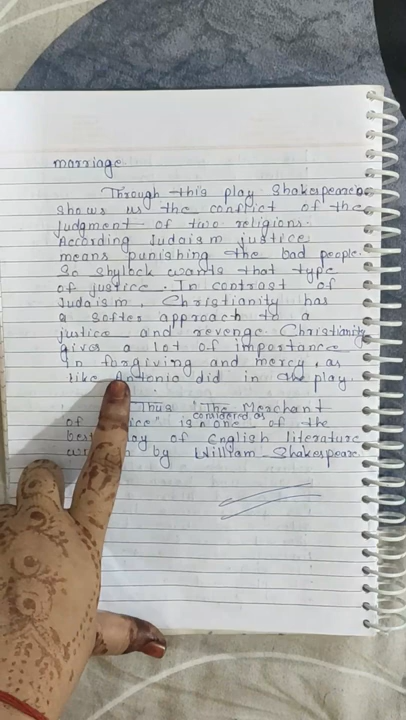 marriage.
Through this play Shakespeare
shows us the conflict of the
judgment of two religions.
According Judaism justice
means punishing the bad people.
So Shylock wants that type
of justice. In contrast of
Judaism, Christianity has
a softer approach to a
justice and revenge. Christianity
gives a lot of importance
in forgiving and mercy, as
like Antonio did in the play.
Thus "The Merchant
considered as
of is one of the
best play of English literature
by William Shakespeare.